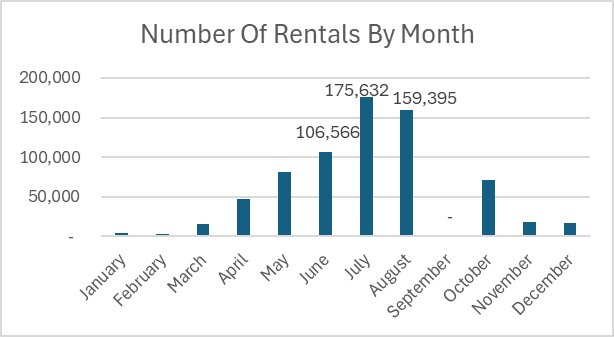 Number Of Rentals By Month
200,000
150,000
100,000
50,000
-
175,632
159,395
106,566
-
January
February
March
April
May
June
July
August
September
October
November
December